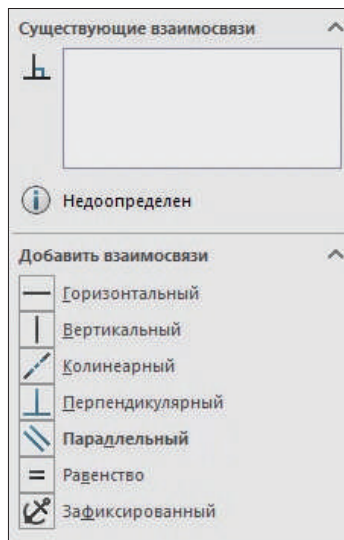 Существующие взаимосвязи
Недоопределен
Добавить взаимосвязи
Горизонтальный
Вертикальный
Колинеарный
Перпендикулярный
Параллельный
Равенство
Зафиксированный